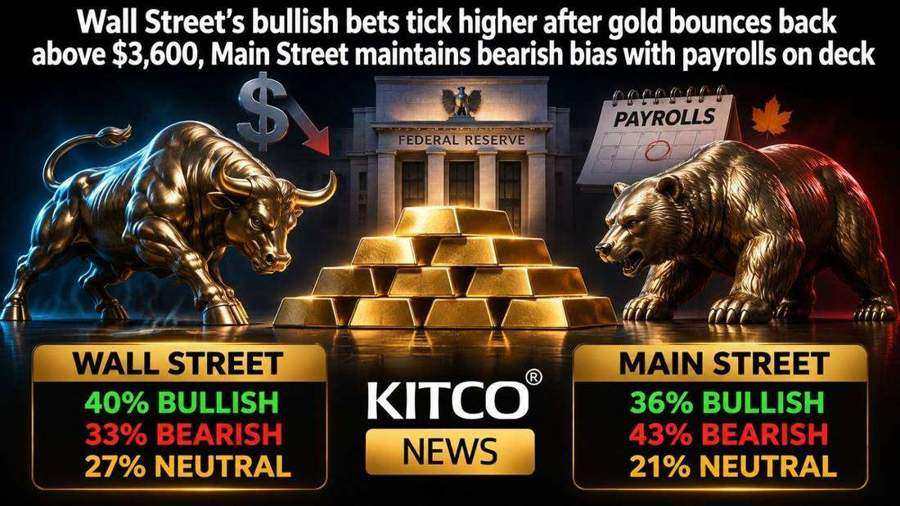 Wall Street's bullish bets tick higher after gold bounces back
above $3,600, Main Street maintains bearish bias with payrolls on deck
$
FEDERAL RESERVE
PAYROLLS
WALL STREET
40% BULLISH
33% BEARISH
27% NEUTRAL
KITCO®
NEWS
MAIN STREET
36% BULLISH
43% BEARISH
21% NEUTRAL